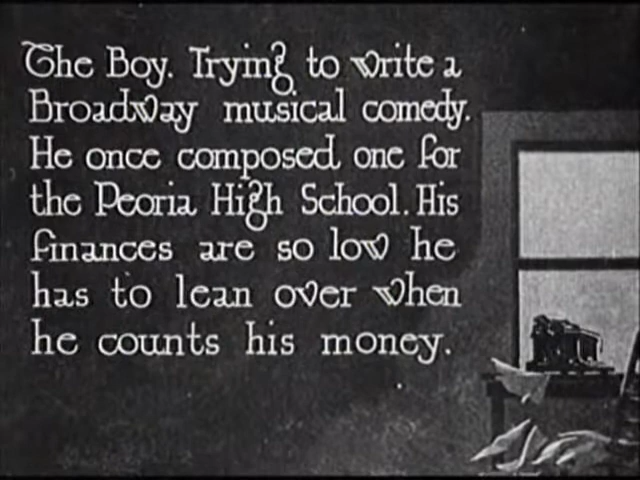 The Boy. Trying to write a
Broadway musical comedy.
He once composed one for
the Peoria High School. His
finances are so low he
has to lean over when
he counts his money.